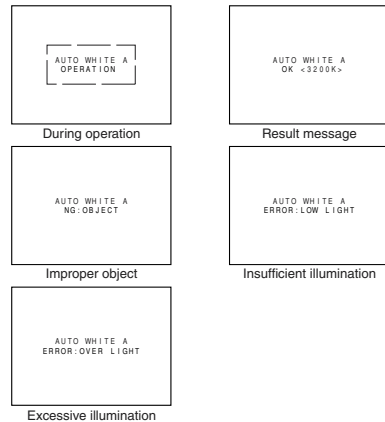 AUTO WHITE A
OPERATION
During operation
AUTO WHITE A
OK <3200K>
Result message
AUTO WHITE A
NG:OBJECT
Improper object
AUTO WHITE A
ERROR:LOW LIGHT
Insufficient illumination
AUTO WHITE A
ERROR:OVER LIGHT
Excessive illumination